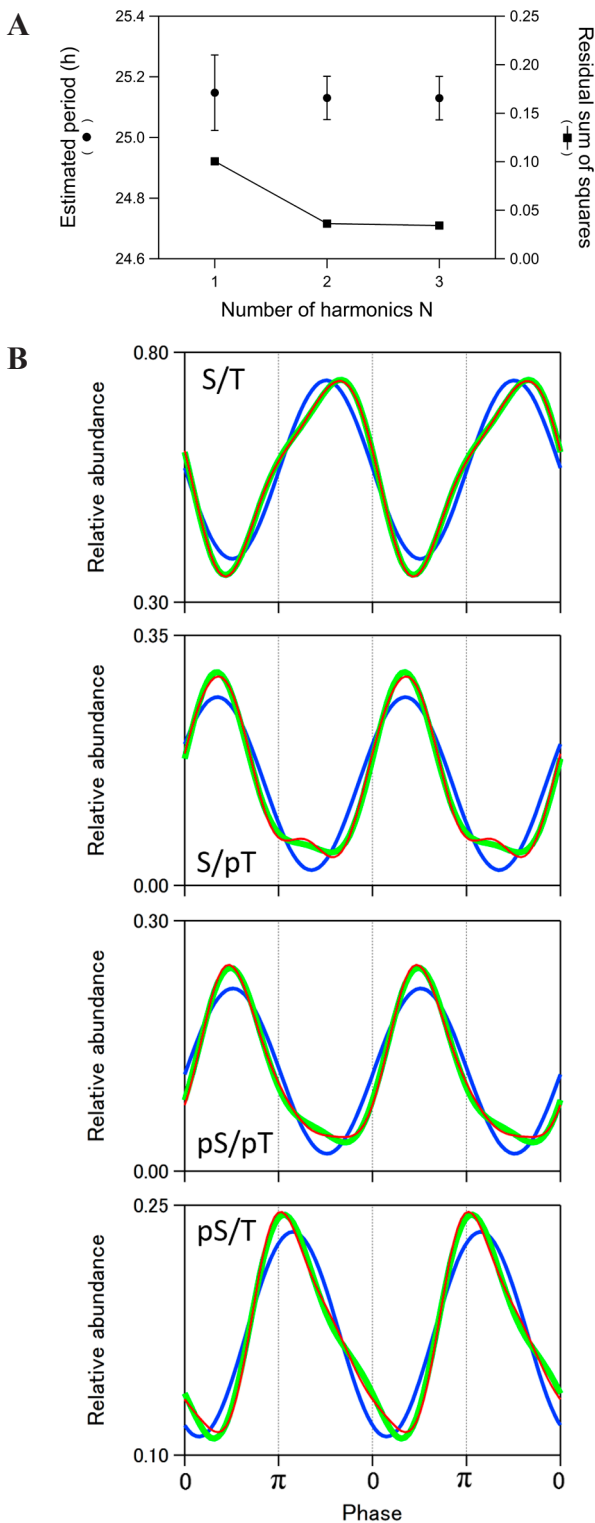 A
25.4
25.2
25.0
24.8
24.6
Estimated period (h)
( )
0.25
0.20
0.15
0.10
0.05
0.00
Residual sum of squares
( )
1 2 3
Number of harmonics N
B
0.80
S/T
Relative abundance
0.30
0.35
Relative abundance
S/pT
0.00
0.30
Relative abundance
pS/pT
0.00
0.25
pS/T
Relative abundance
0.10
0 π 0 π 0
Phase